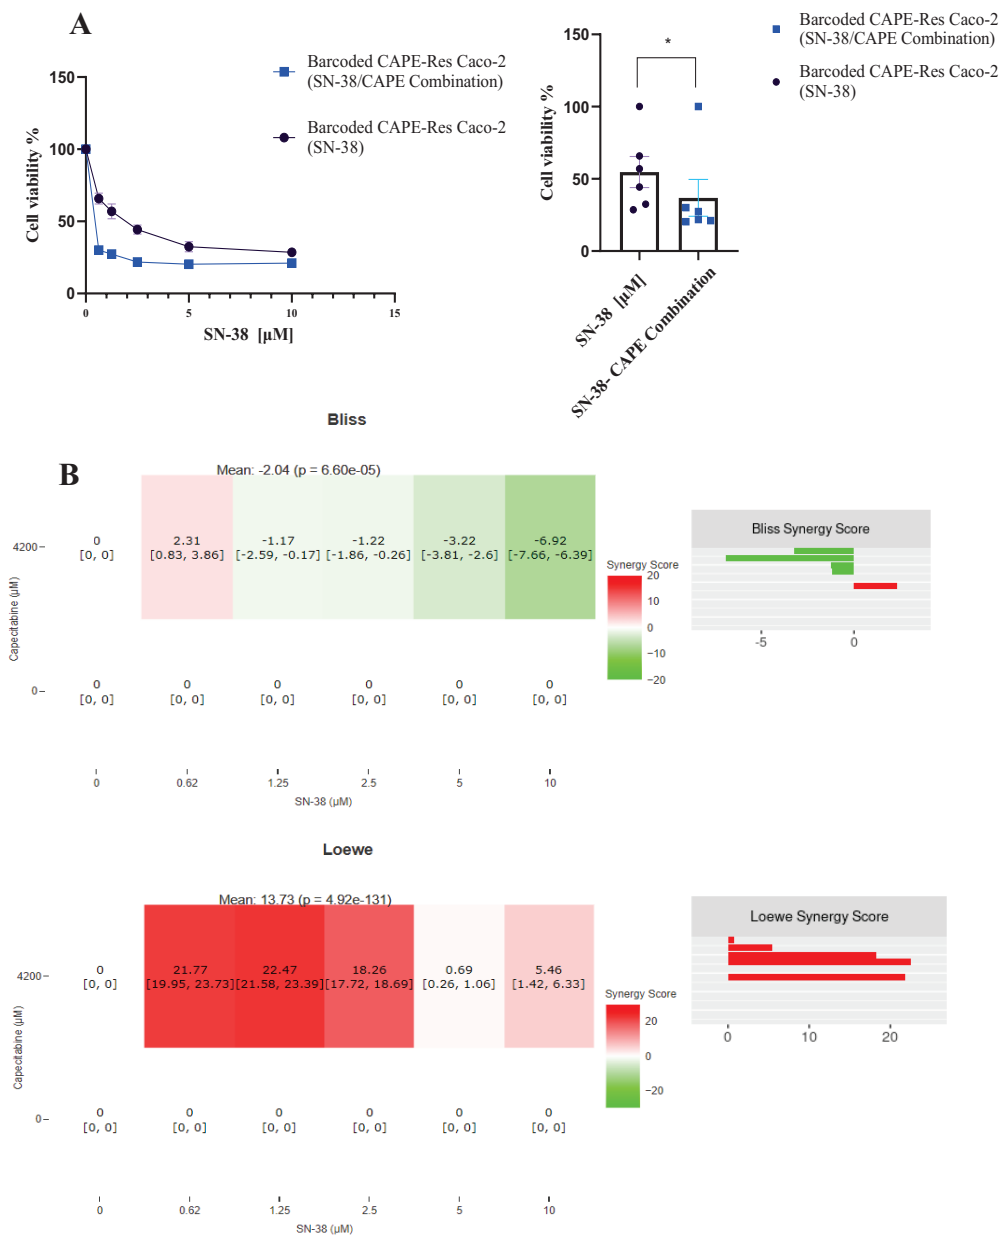 A
Barcoded CAPE-Res Caco-2
(SN-38/CAPE Combination)
Barcoded CAPE-Res Caco-2
(SN-38)
Cell viability %
150
100
50
0
0
5
10
15
SN-38 [µM]
Barcoded CAPE-Res Caco-2
(SN-38/CAPE Combination)
Barcoded CAPE-Res Caco-2
(SN-38)
*
Cell viability %
150
100
50
0
SN-38 [µM]
SN-38- CAPE Combination
Bliss
B
Mean: -2.04 (p = 6.60e-05)
Capecitabine (µM)
4200
0 2.31 -1.17 -1.22 -3.22 -6.92
[0, 0] [0.83, 3.86] [-2.59, -0.17] [-1.86, -0.26] [-3.81, -2.6] [-7.66, -6.39]
0
0 0 0 0 0 0
[0, 0] [0, 0] [0, 0] [0, 0] [0, 0] [0, 0]
0 0.62 1.25 2.5 5 10
SN-38 (µM)
Synergy Score
20
10
0
−10
−20
Bliss Synergy Score
-5 0
Loewe
Mean: 13.73 (p = 4.92e-131)
Capecitabine (µM)
4200
0 21.77 22.47 18.26 0.69 5.46
[0, 0] [19.95, 23.73] [21.58, 23.39] [17.72, 18.69] [0.26, 1.06] [1.42, 6.33]
0
0 0 0 0 0 0
[0, 0] [0, 0] [0, 0] [0, 0] [0, 0] [0, 0]
0 0.62 1.25 2.5 5 10
SN-38 (µM)
Synergy Score
20
0
−20
Loewe Synergy Score
0 10 20